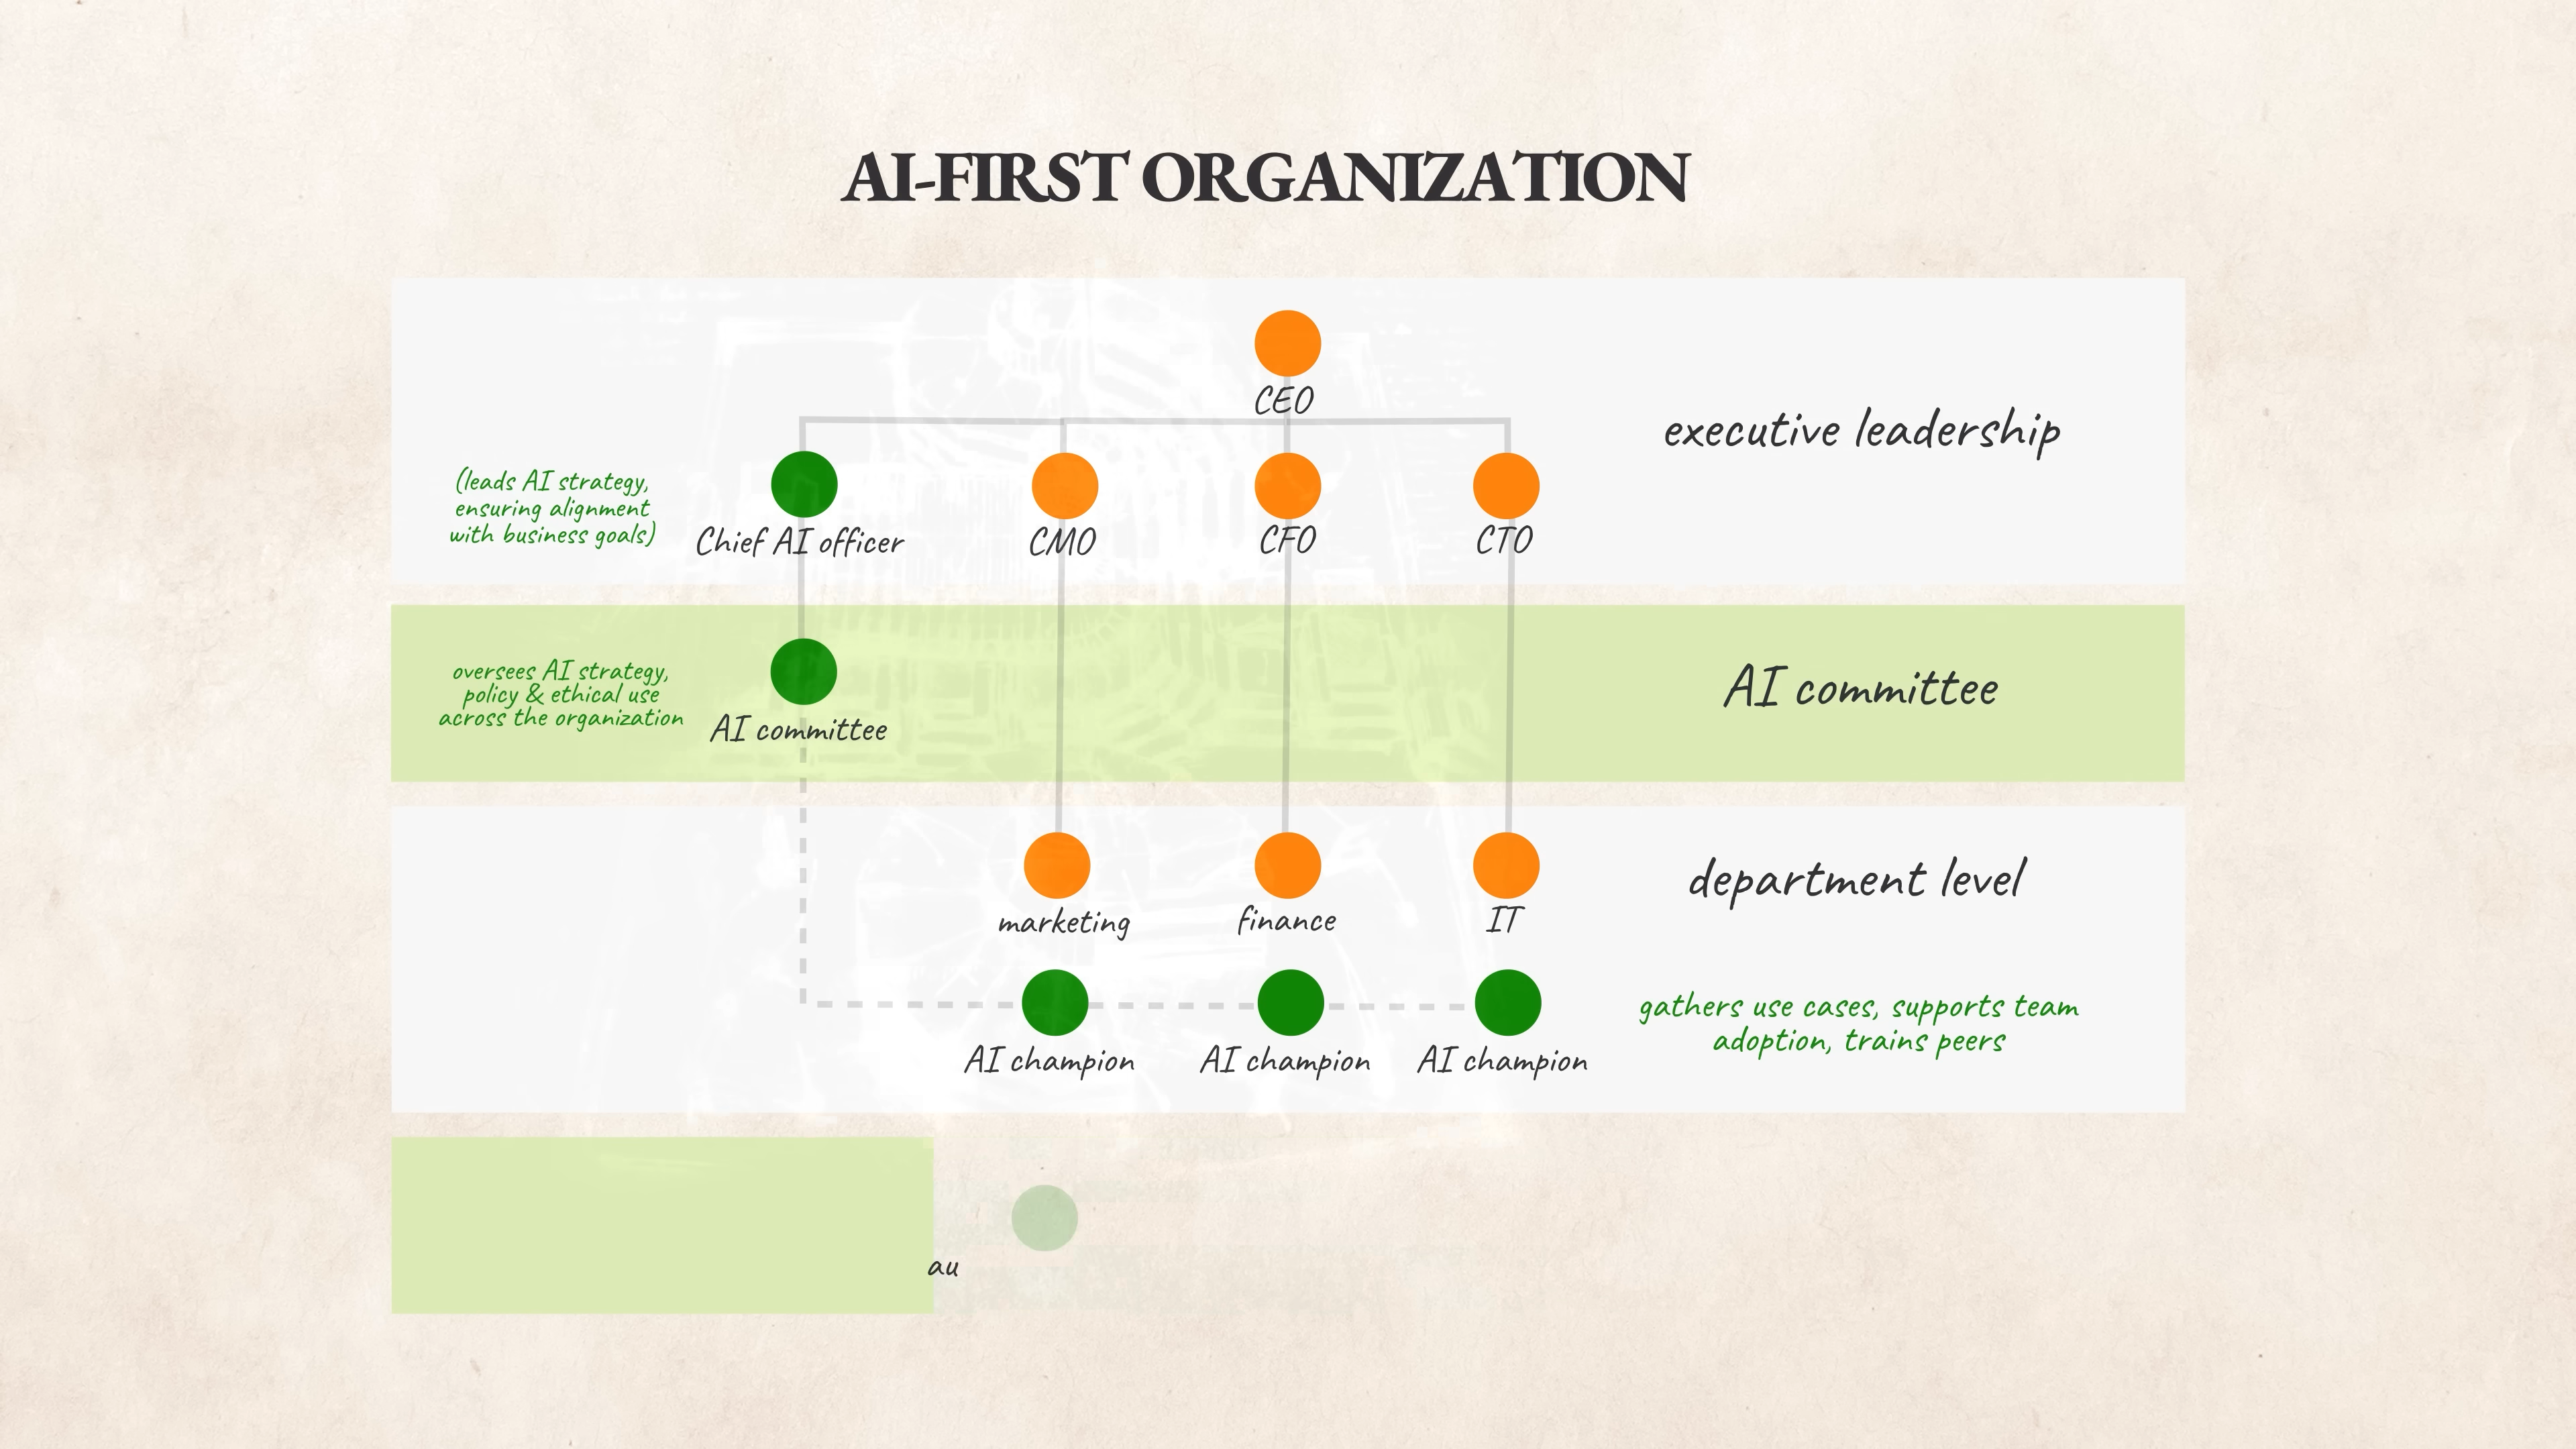 AI-FIRST ORGANIZATION
CEO
executive leadership
(leads AI strategy,
ensuring alignment
with business goals)
Chief AI officer
CMO
CFO
CTO
oversees AI strategy,
policy & ethical use
across the organization
AI committee
AI committee
marketing
finance
IT
department level
AI champion
AI champion
AI champion
gathers use cases, supports team
adoption, trains peers
au